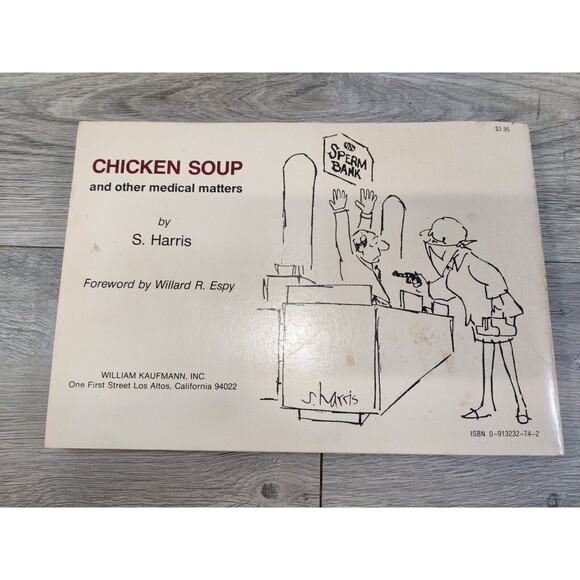 $3.95
CHICKEN SOUP
and other medical matters
by
S. Harris
Foreword by Willard R. Espy
WILLIAM KAUFMANN, INC.
One First Street Los Altos, California 94022
SPERM
BANK
S. harris
ISBN 0-913232-74-2